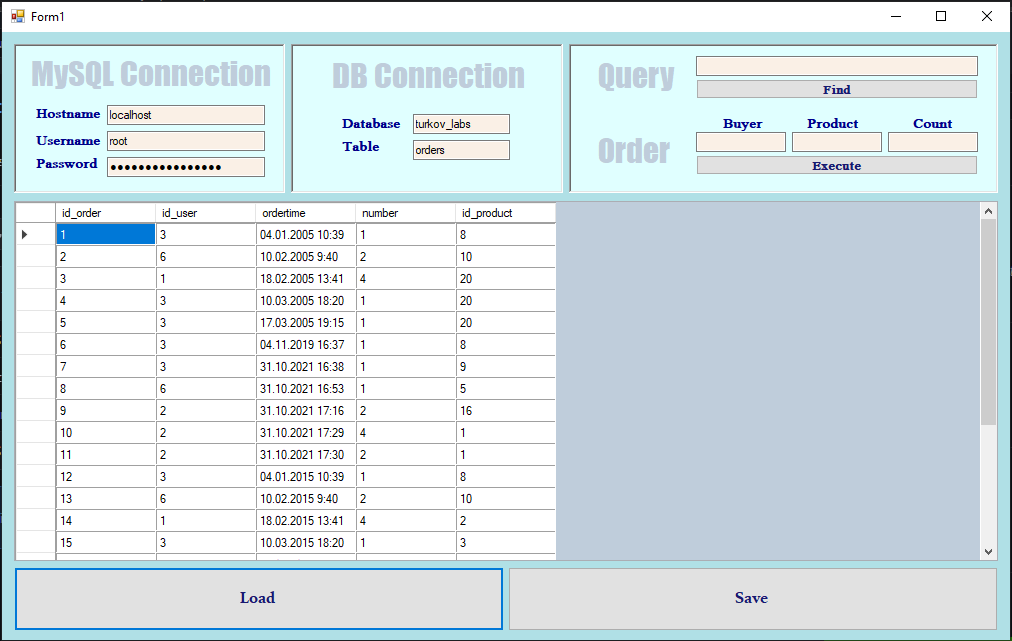 Form1
MySQL Connection
Hostname localhost
Username root
Password ●●●●●●●●●●●●●●●●
DB Connection
Database turkov_labs
Table orders
Query
Find
Order
Buyer Product Count
Execute
id_order id_user ordertime number id_product
1 3 04.01.2005 10:39 1 8
2 6 10.02.2005 9:40 2 10
3 1 18.02.2005 13:41 4 20
4 3 10.03.2005 18:20 1 20
5 3 17.03.2005 19:15 1 20
6 3 04.11.2019 16:37 1 8
7 3 31.10.2021 16:38 1 9
8 6 31.10.2021 16:53 1 5
9 2 31.10.2021 17:16 2 16
10 2 31.10.2021 17:29 4 1
11 2 31.10.2021 17:30 2 1
12 3 04.01.2015 10:39 1 8
13 6 10.02.2015 9:40 2 10
14 1 18.02.2015 13:41 4 2
15 3 10.03.2015 18:20 1 3
Load Save